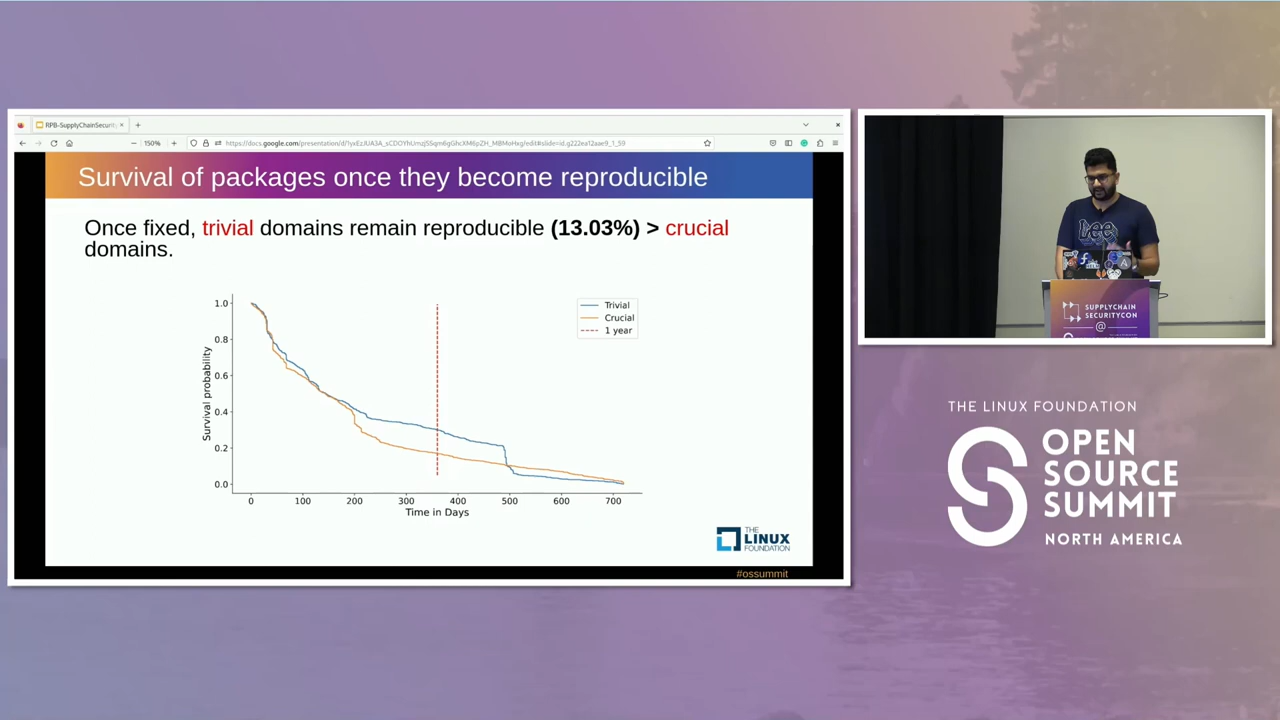 RPB-SupplyChainSecurity
150%
Survival of packages once they become reproducible
Once fixed, trivial domains remain reproducible (13.03%) > crucial
domains.
Survival probability
1.0
0.8
0.6
0.4
0.2
0.0
0
100
200
300
400
500
600
700
Time in Days
Trivial
Crucial
1 year
THE
LINUX
FOUNDATION
#ossummit
SUPPLYCHAIN
SECURITYCON
@
THE LINUX FOUNDATION
OPEN
SOURCE
SUMMIT
NORTH AMERICA